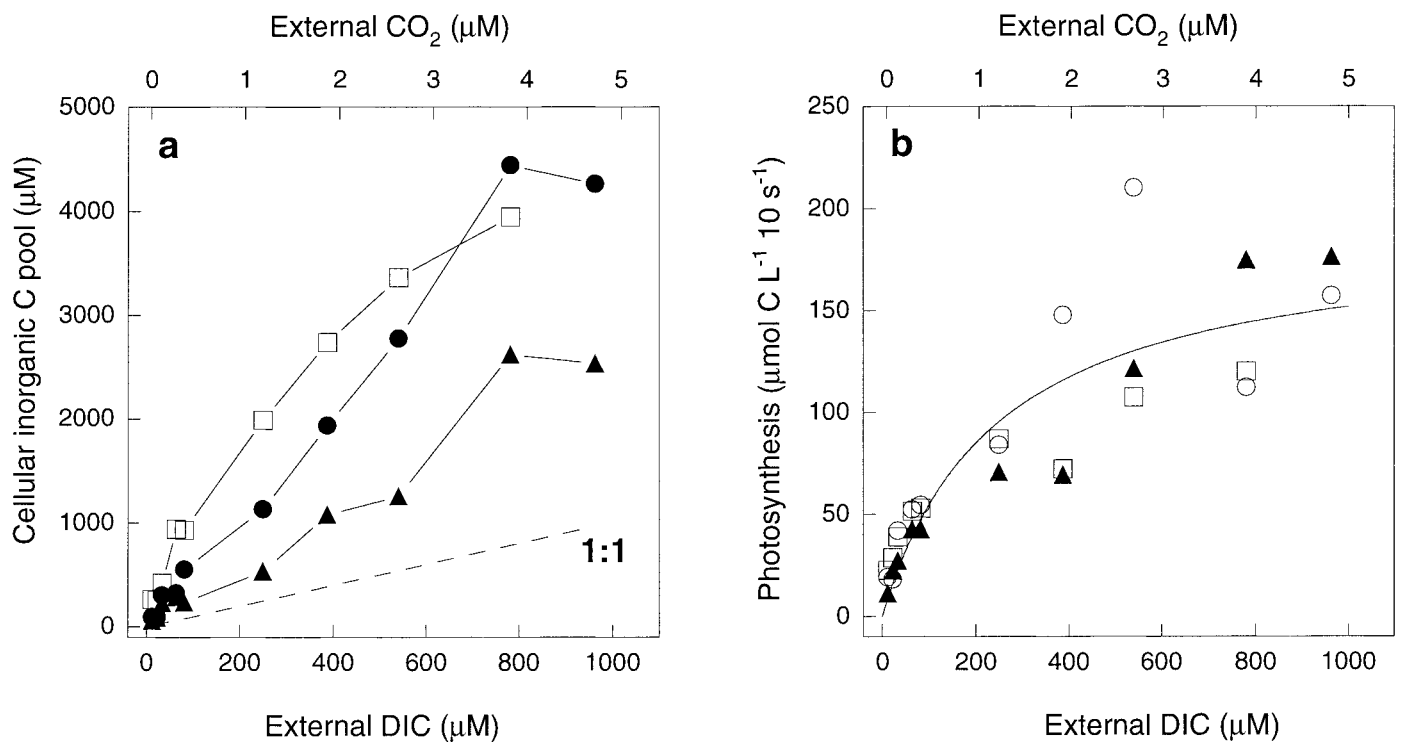 External CO2 (μM)
0 1 2 3 4 5
5000
4000
3000
2000
1000
0
Cellular inorganic C pool (μM)
a
1:1
0 200 400 600 800 1000
External DIC (μM)
External CO2 (μM)
0 1 2 3 4 5
250
200
150
100
50
0
Photosynthesis (μmol C L-1 10 s-1)
b
0 200 400 600 800 1000
External DIC (μM)